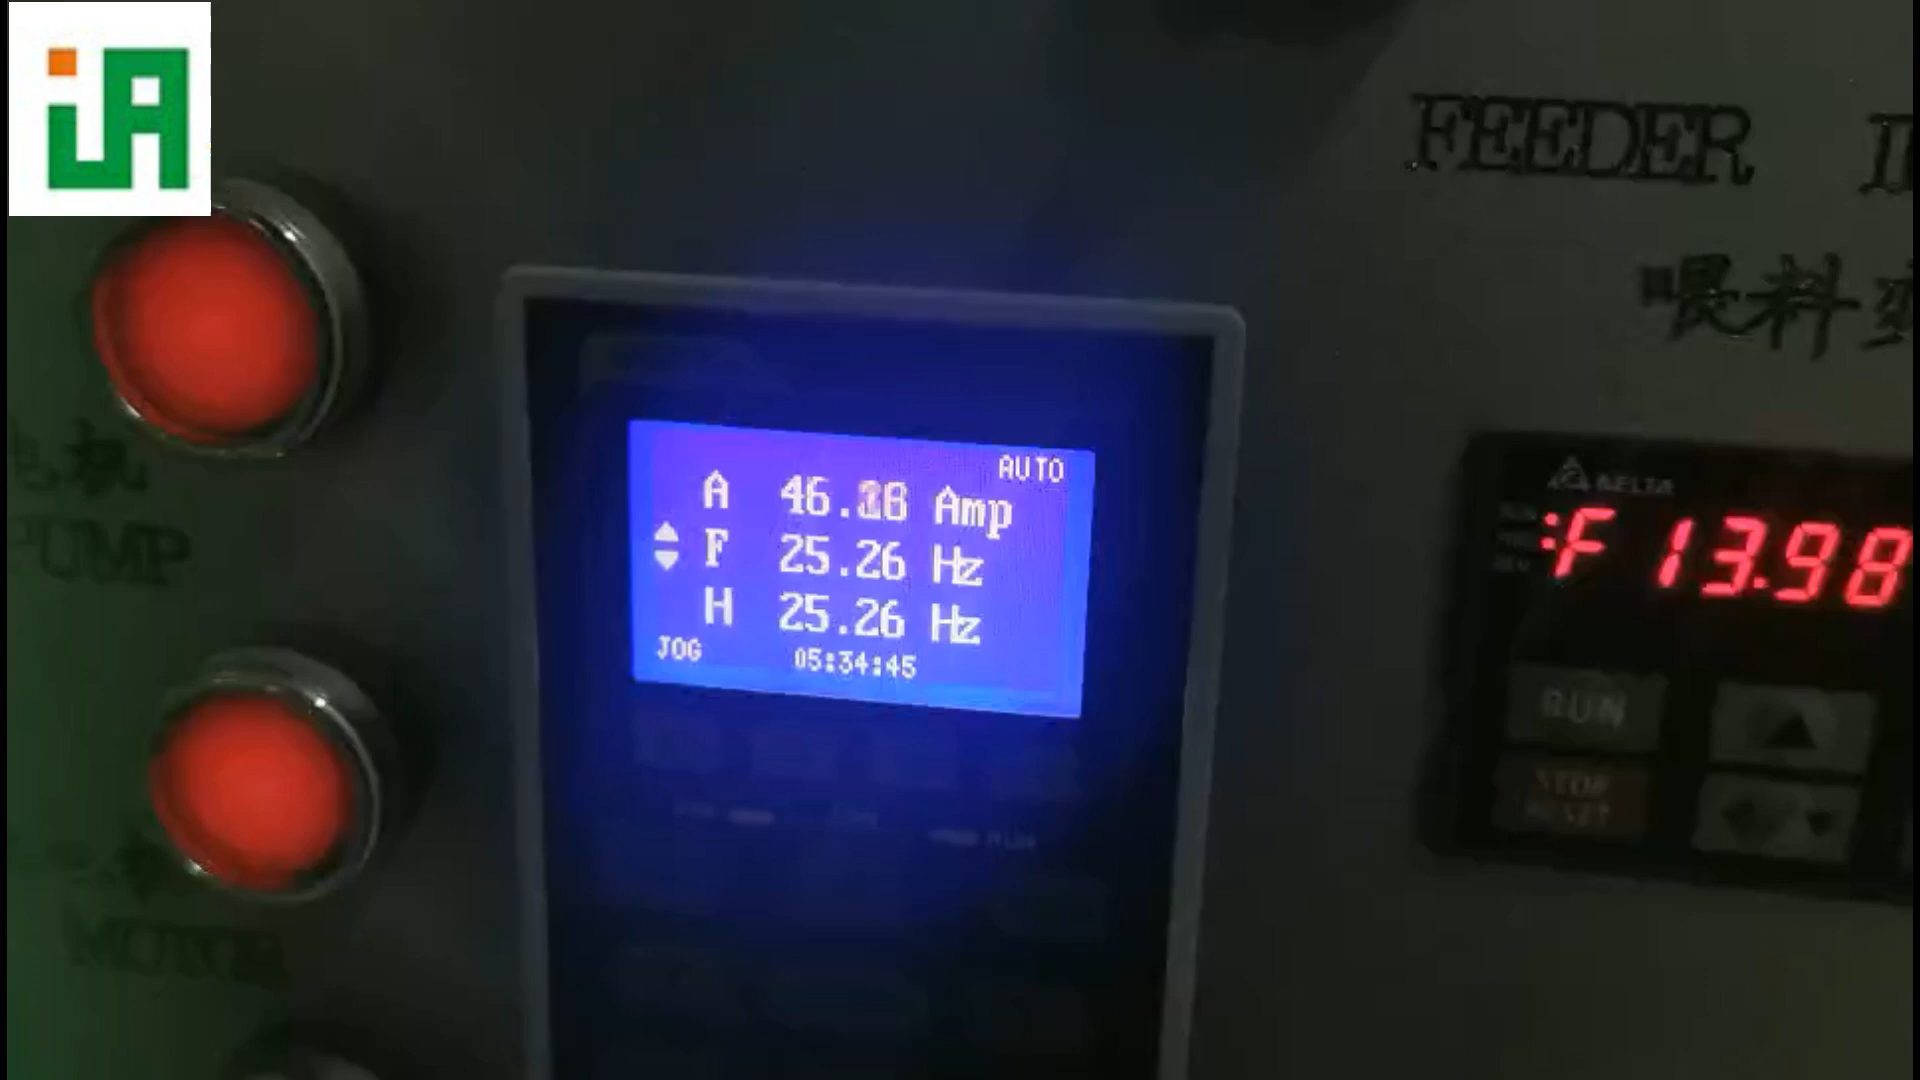 FEEDER
喂料
AUTO
A 46. Amp
F 25.26 Hz
H 25.26 Hz
JOG 05:34:45
DELTA
F 13.98
RUN
STOP
RESET
PUMP
MOTOR